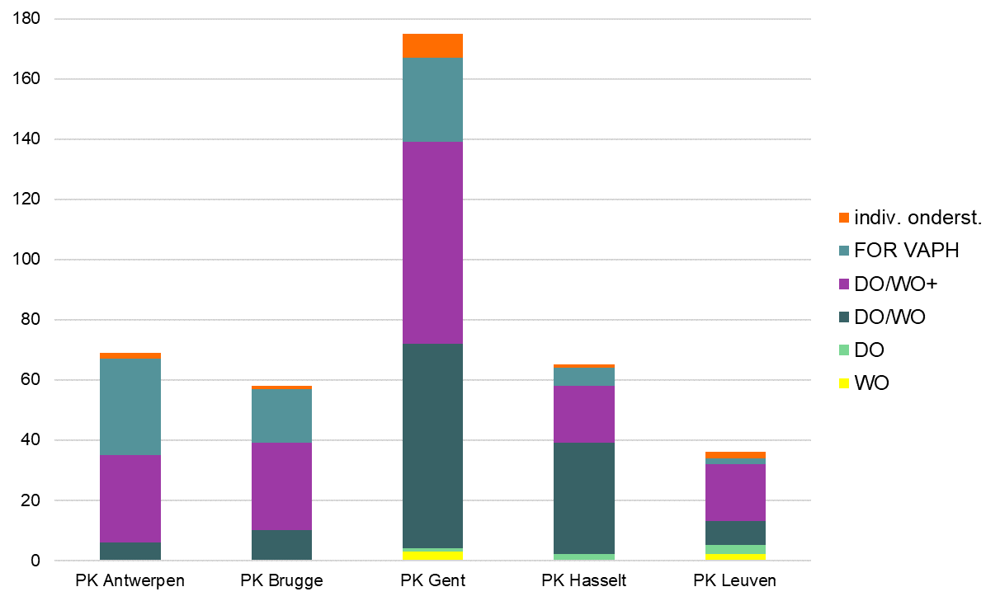 180
160
140
120
100
80
60
40
20
0
PK Antwerpen
PK Brugge
PK Gent
PK Hasselt
PK Leuven
indiv. onderst.
FOR VAPH
DO/WO+
DO/WO
DO
WO